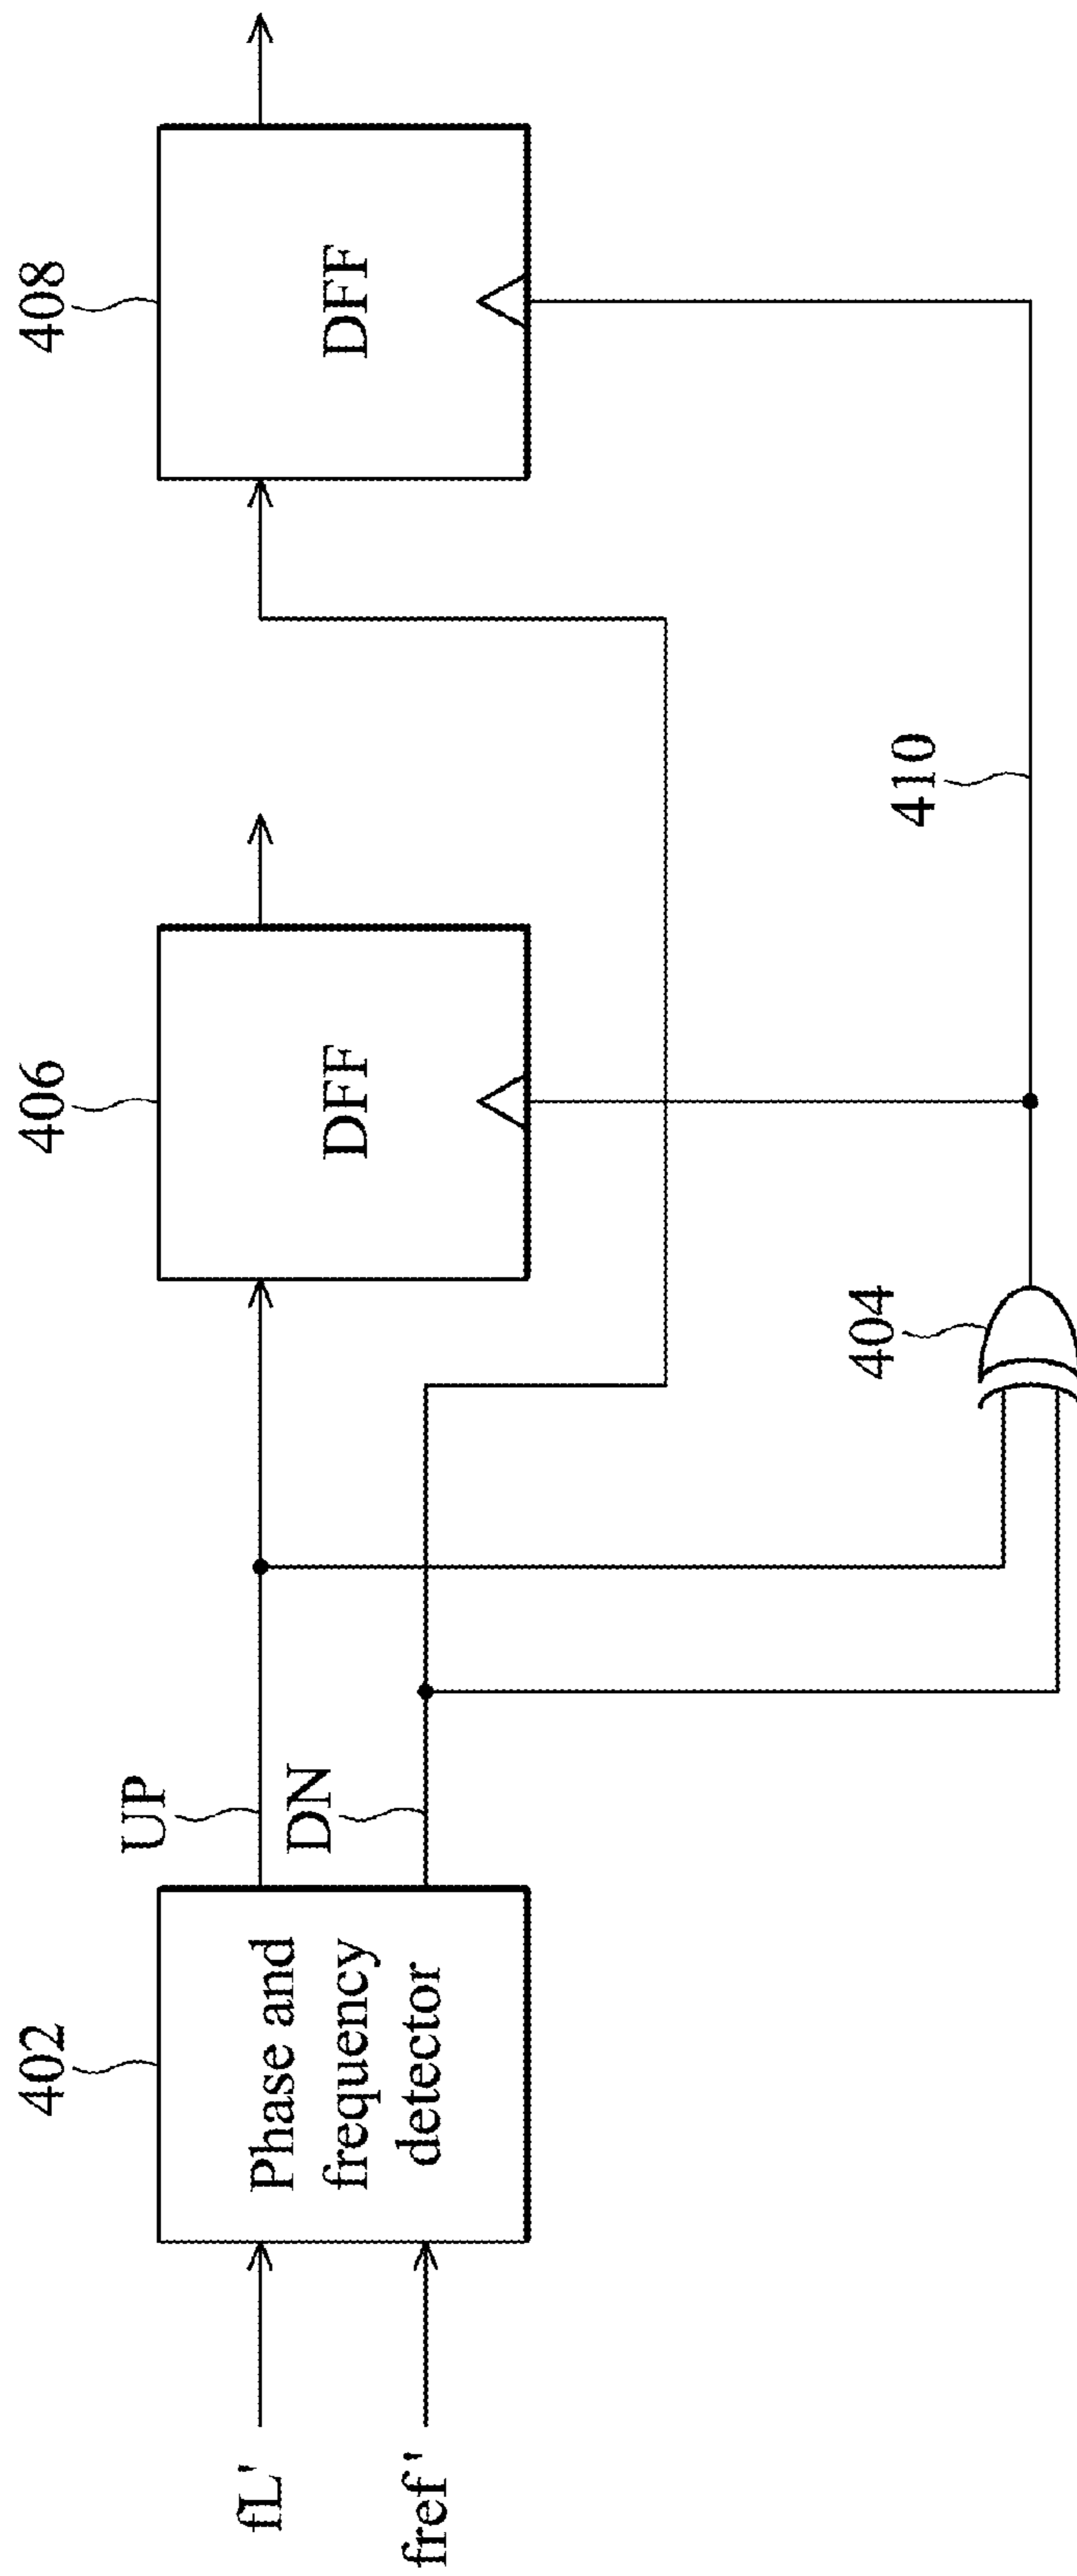 402
406
408
fL'
fref'
Phase and
frequency
detector
UP
DN
DFF
DFF
404
410